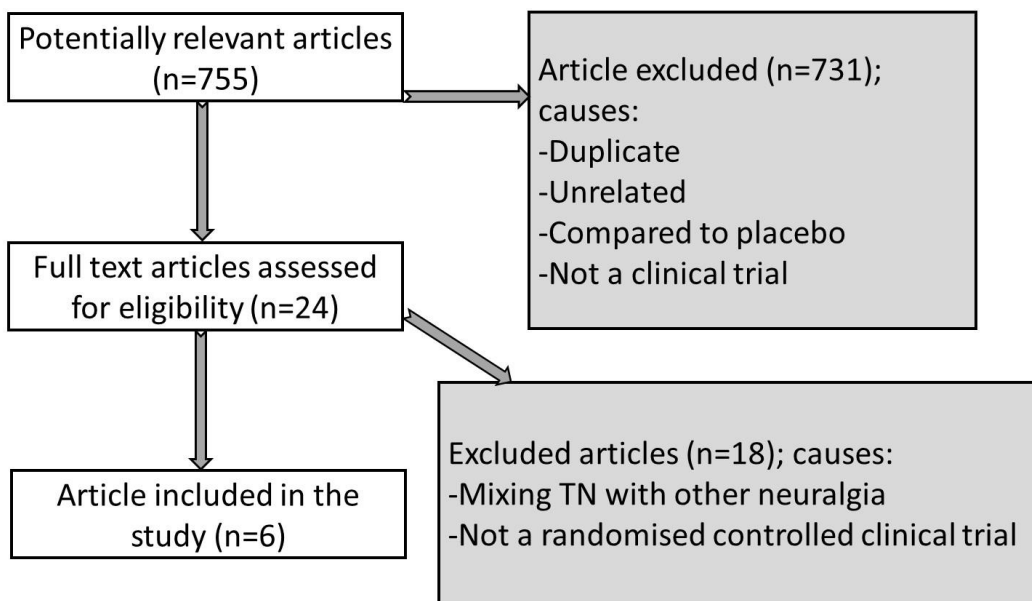 Potentially relevant articles
(n=755)
Article excluded (n=731);
causes:
-Duplicate
-Unrelated
-Compared to placebo
-Not a clinical trial
Full text articles assessed
for eligibility (n=24)
Excluded articles (n=18); causes:
-Mixing TN with other neuralgia
-Not a randomised controlled clinical trial
Article included in the
study (n=6)